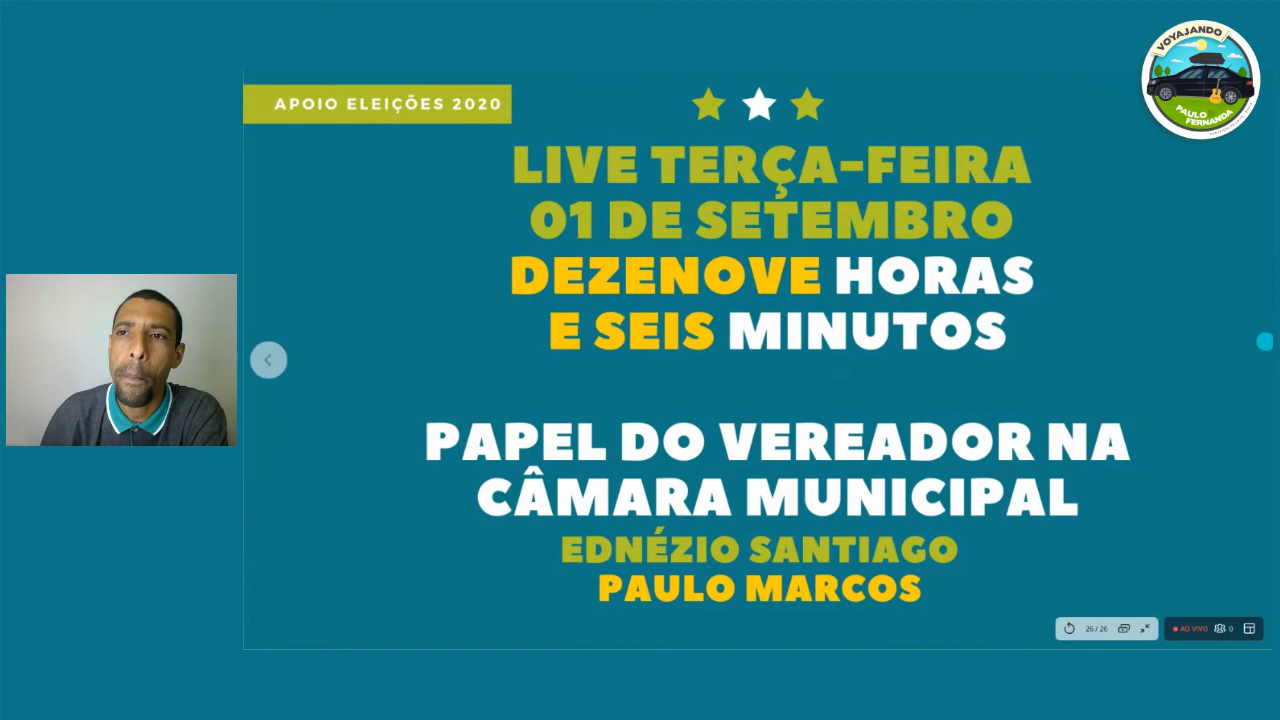 VOYAJANDO
PAULO
FERNANDA
APOIO ELEIÇÕES 2020
LIVE TERÇA-FEIRA
01 DE SETEMBRO
DEZENOVE HORAS
E SEIS MINUTOS
PAPEL DO VEREADOR NA
CÂMARA MUNICIPAL
EDNÉZIO SANTIAGO
PAULO MARCOS
26 / 26
AO VIVO 0